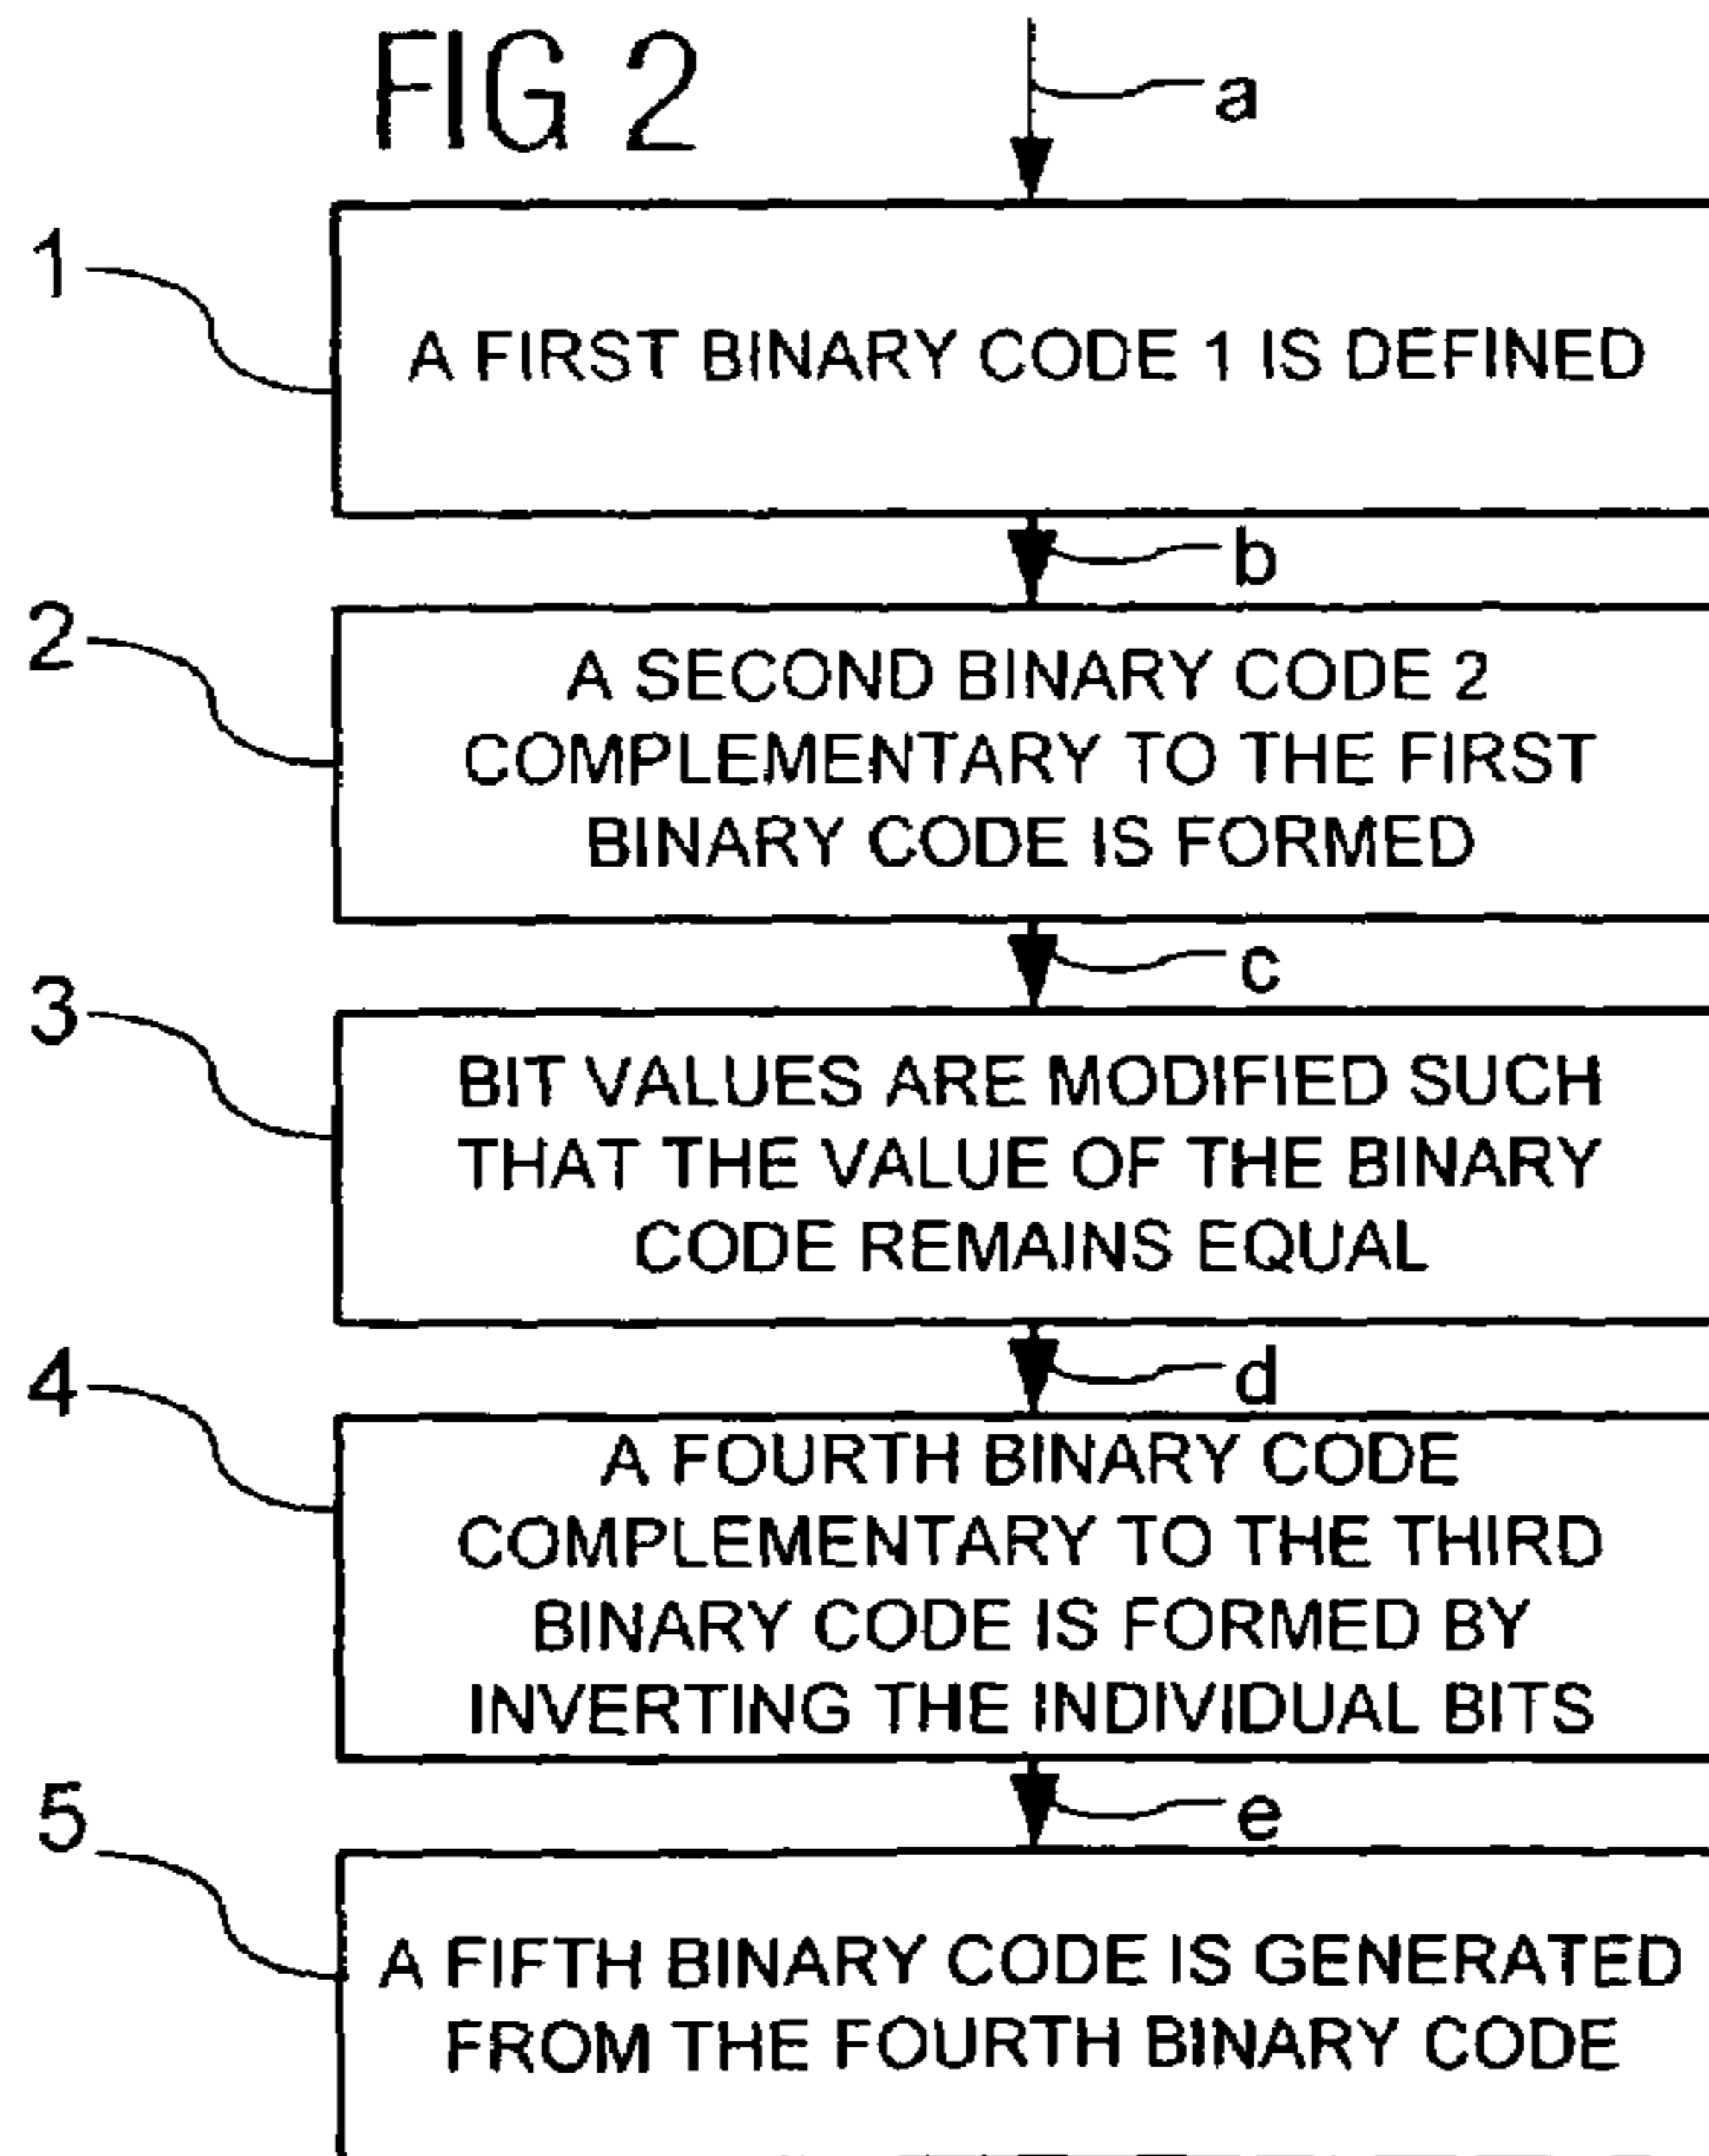 FIG 2
a
1
A FIRST BINARY CODE 1 IS DEFINED
b
2
A SECOND BINARY CODE 2
COMPLEMENTARY TO THE FIRST
BINARY CODE IS FORMED
c
3
BIT VALUES ARE MODIFIED SUCH
THAT THE VALUE OF THE BINARY
CODE REMAINS EQUAL
d
4
A FOURTH BINARY CODE
COMPLEMENTARY TO THE THIRD
BINARY CODE IS FORMED BY
INVERTING THE INDIVIDUAL BITS
e
5
A FIFTH BINARY CODE IS GENERATED
FROM THE FOURTH BINARY CODE